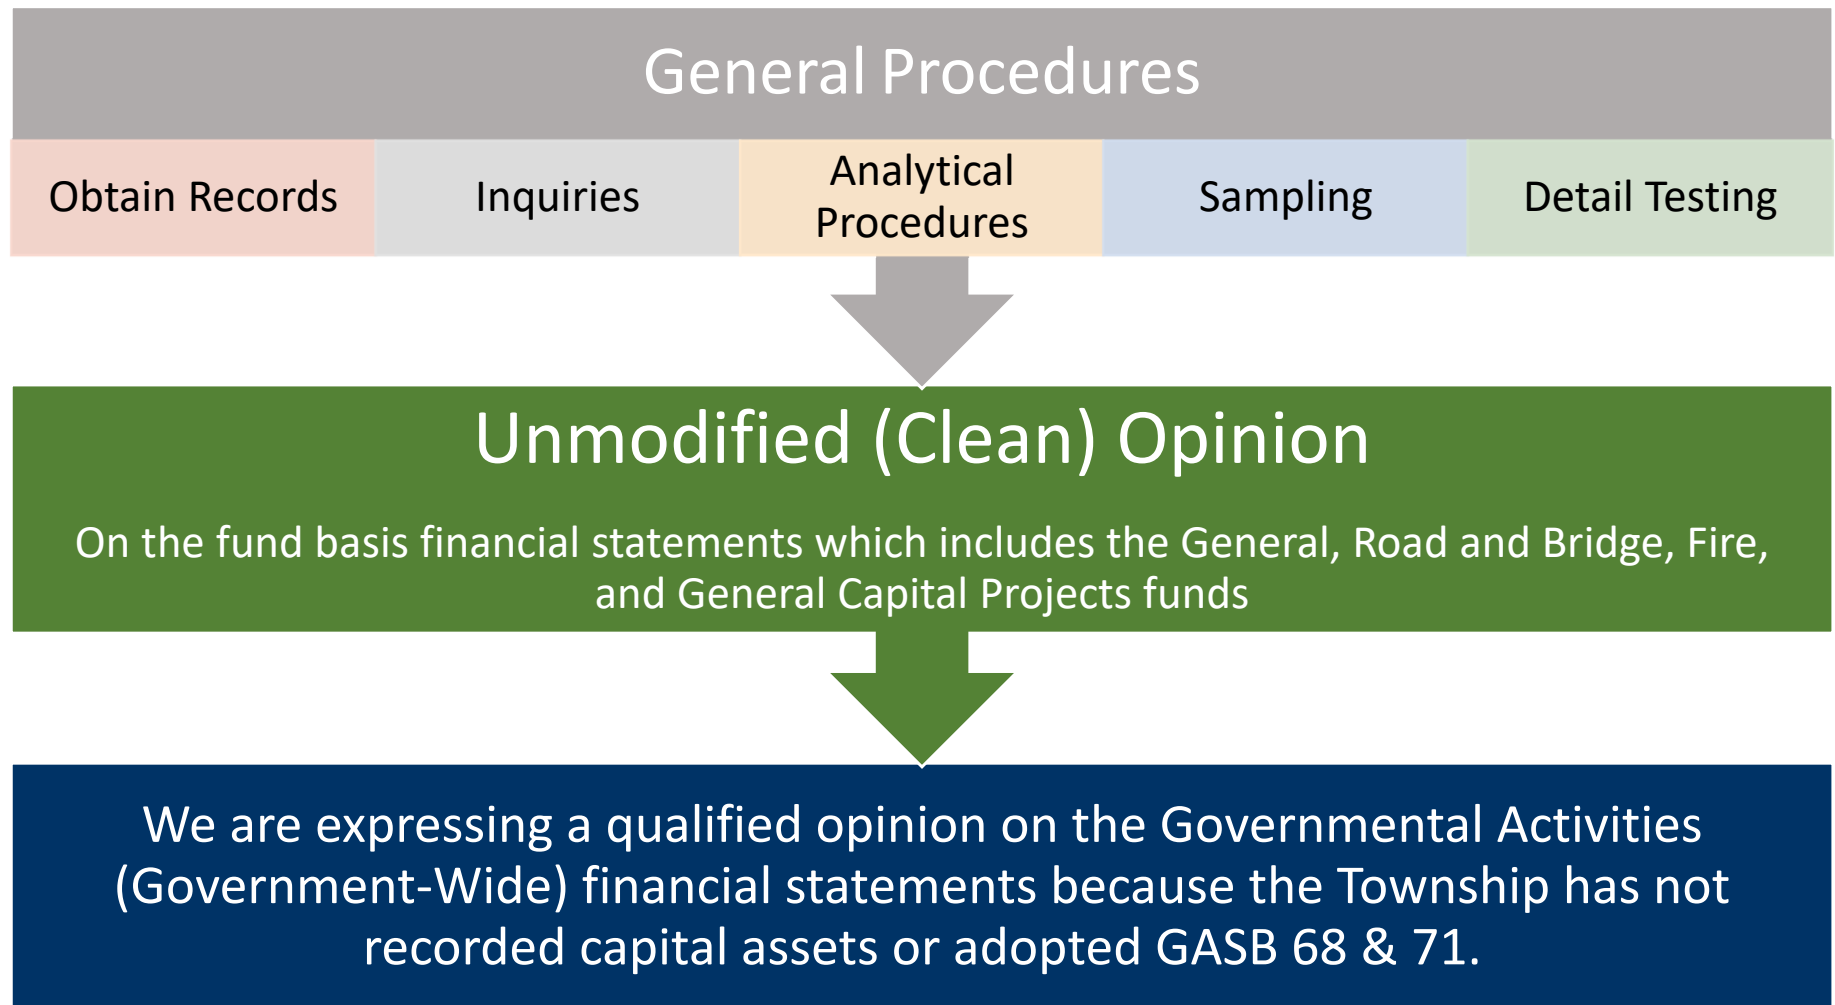 General Procedures
Obtain Records
Inquiries
Analytical
Procedures
Sampling
Detail Testing
Unmodified (Clean) Opinion
On the fund basis financial statements which includes the General, Road and Bridge, Fire,
and General Capital Projects funds
We are expressing a qualified opinion on the Governmental Activities
(Government-Wide) financial statements because the Township has not
recorded capital assets or adopted GASB 68 & 71.